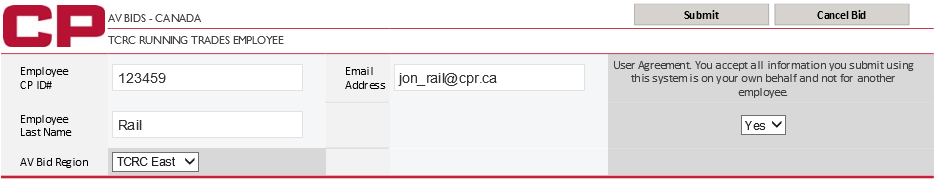 CP
AV BIDS - CANADA
Submit
Cancel Bid
TCRC RUNNING TRADES EMPLOYEE
Employee
CP ID#
123459
Email
Address
jon_rail@cpr.ca
User Agreement. You accept all information you submit using
this system is on your own behalf and not for another
employee.
Employee
Last Name
Rail
Yes
AV Bid Region
TCRC East